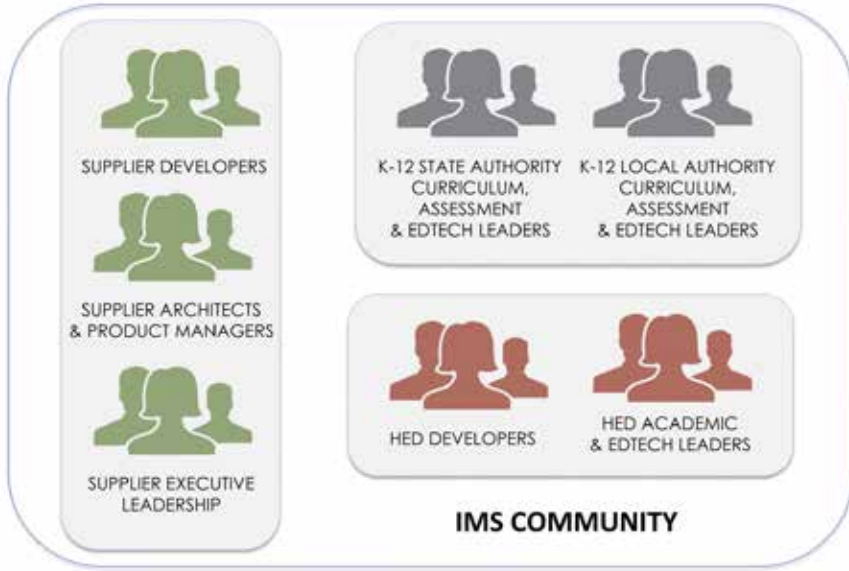 SUPPLIER DEVELOPERS
SUPPLIER ARCHITECTS
& PRODUCT MANAGERS
SUPPLIER EXECUTIVE
LEADERSHIP
K-12 STATE AUTHORITY
CURRICULUM,
ASSESSMENT
& EDTECH LEADERS
K-12 LOCAL AUTHORITY
CURRICULUM,
ASSESSMENT
& EDTECH LEADERS
HED DEVELOPERS
HED ACADEMIC
& EDTECH LEADERS
IMS COMMUNITY